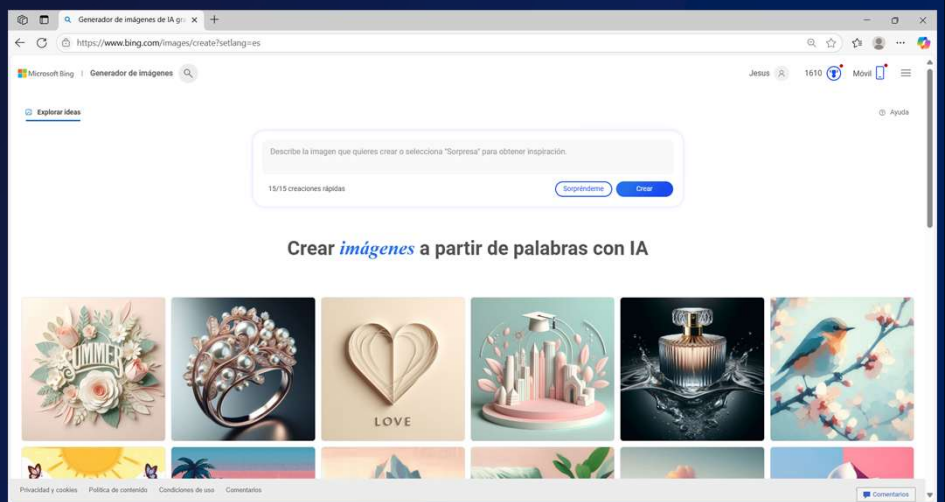 Generador de imágenes de IA gra
https://www.bing.com/images/create?setlang=es
Microsoft Bing | Generador de imágenes
Jesus
1610
Móvil
Explorar ideas
Ayuda
Describe la imagen que quieres crear o selecciona "Sorpresa" para obtener inspiración.
15/15 creaciones rápidas
Sorpréndeme
Crear
Crear imágenes a partir de palabras con IA
SUMMER
LOVE
Privacidad y cookies
Política de contenido
Condiciones de uso
Comentarios
Comentarios